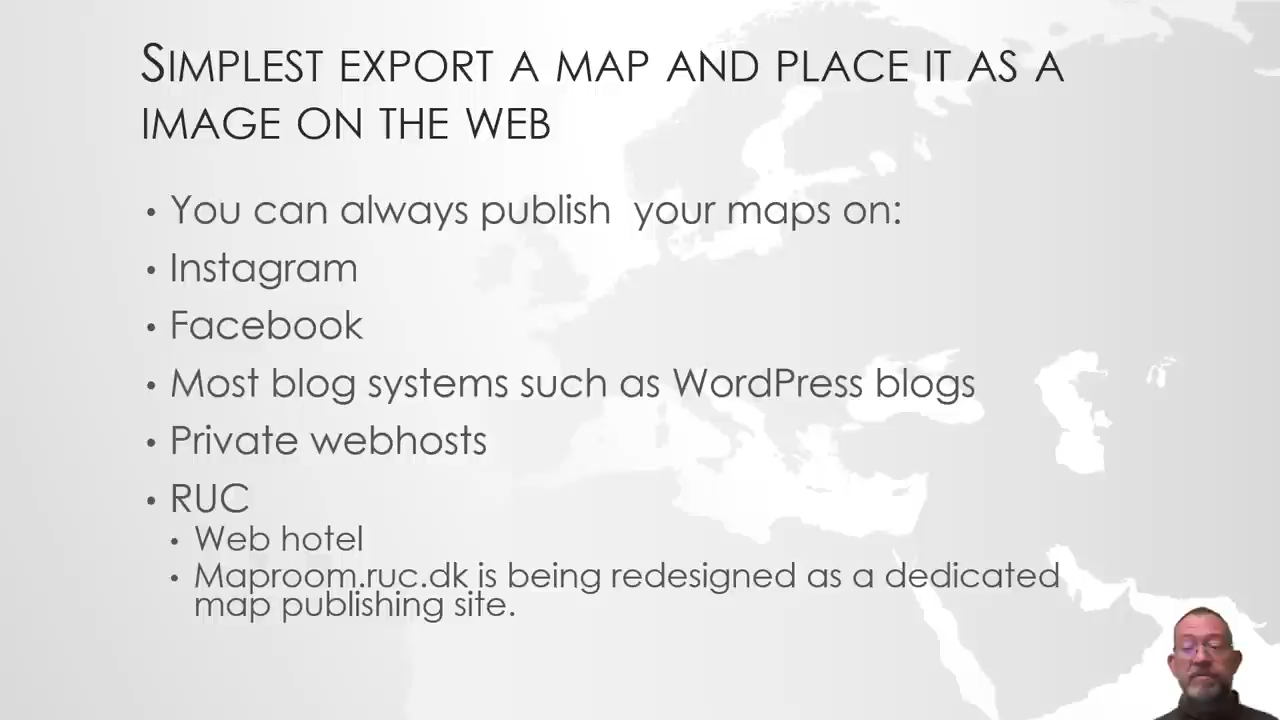 SIMPLEST EXPORT A MAP AND PLACE IT AS A
IMAGE ON THE WEB
• You can always publish  your maps on:
• Instagram
• Facebook
• Most blog systems such as WordPress blogs
• Private webhosts
• RUC
• Web hotel
• Maproom.ruc.dk is being redesigned as a dedicated
map publishing site.